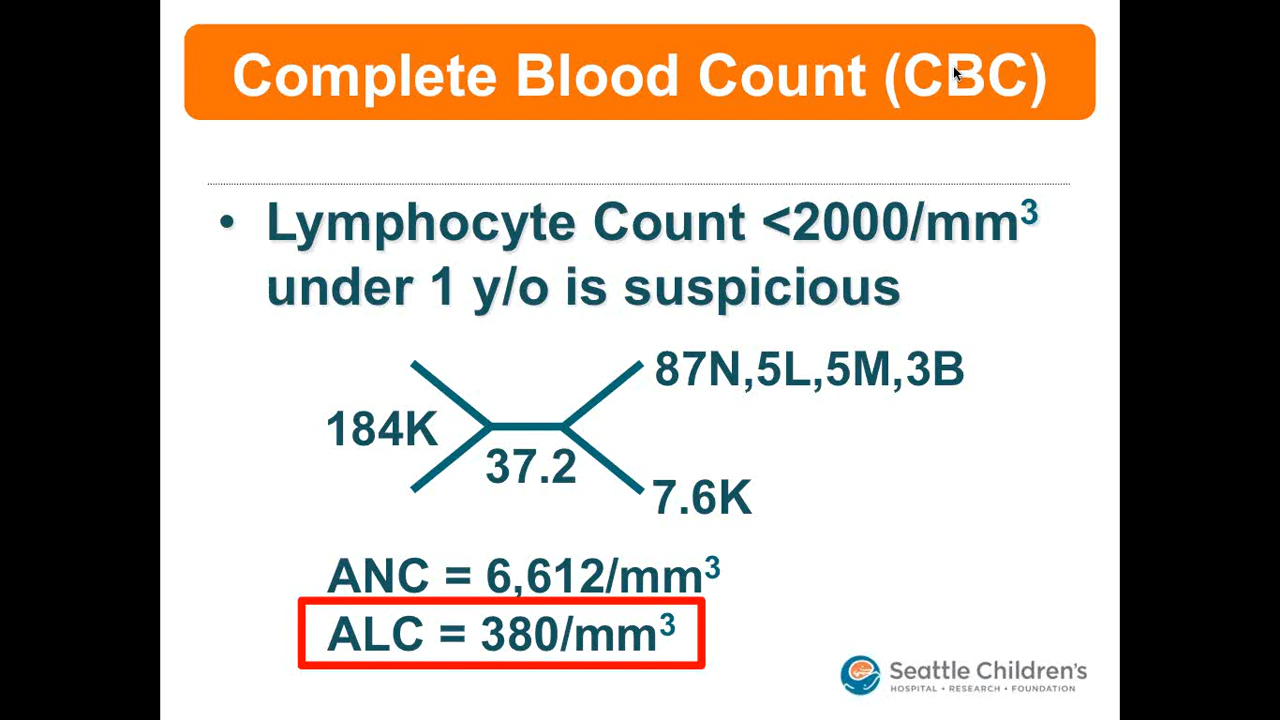 Complete Blood Count (CBC)
• Lymphocyte Count <2000/mm³
under 1 y/o is suspicious
87N,5L,5M,3B
184K
37.2
7.6K
ANC = 6,612/mm³
ALC = 380/mm³
Seattle Children's
HOSPITAL • RESEARCH • FOUNDATION